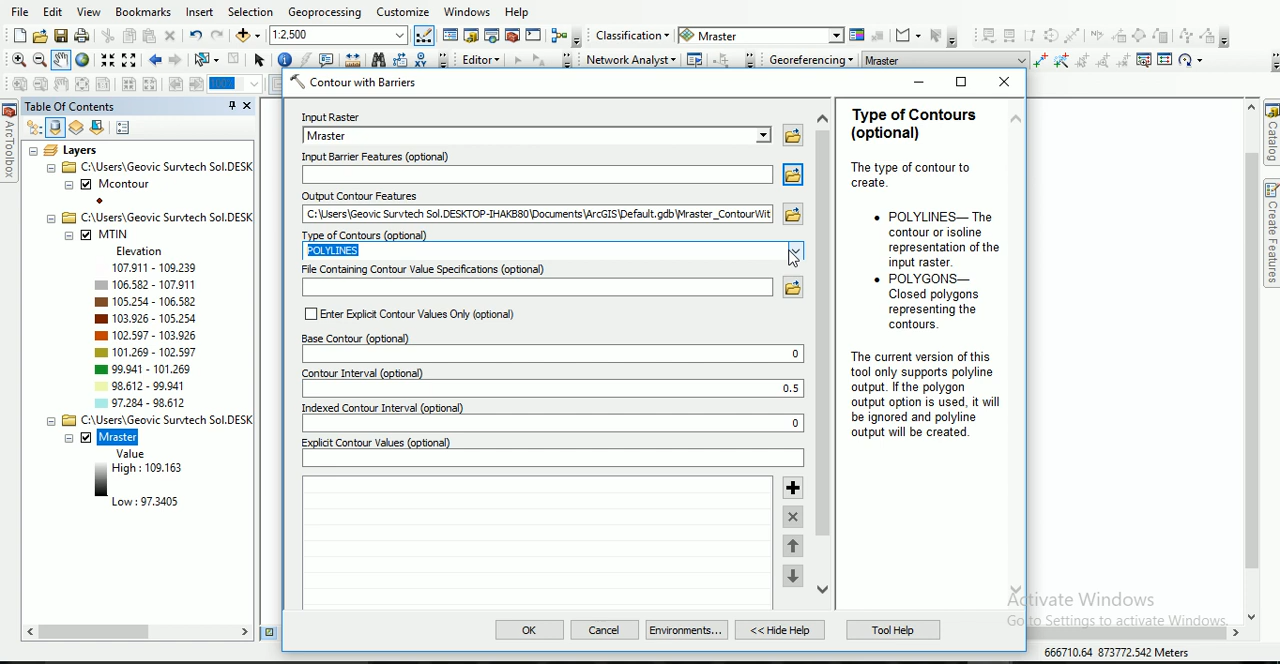 File Edit View Bookmarks Insert Selection Geoprocessing Customize Windows Help
1:2,500 Classification Mraster
Editor Network Analyst Georeferencing Mraster
100%
Contour with Barriers
Table Of Contents
Layers
C:\Users\Geovic Survtech Sol.DESK
Mcontour
C:\Users\Geovic Survtech Sol.DESK
MTIN
Elevation
107.911 - 109.239
106.582 - 107.911
105.254 - 106.582
103.926 - 105.254
102.597 - 103.926
101.269 - 102.597
99.941 - 101.269
98.612 - 99.941
97.284 - 98.612
C:\Users\Geovic Survtech Sol.DESK
Mraster
Value
High : 109.163
Low : 97.3405
ArcToolbox
Input Raster
Mraster
Input Barrier Features (optional)
Output Contour Features
C:\Users\Geovic Survtech Sol.DESKTOP-IHAKB80\Documents\ArcGIS\Default.gdb\Mraster_ContourWit
Type of Contours (optional)
POLYLINES
File Containing Contour Value Specifications (optional)
Enter Explicit Contour Values Only (optional)
Base Contour (optional)
0
Contour Interval (optional)
0.5
Indexed Contour Interval (optional)
0
Explicit Contour Values (optional)
OK Cancel Environments... << Hide Help Tool Help
Type of Contours
(optional)
The type of contour to
create.
• POLYLINES— The
contour or isoline
representation of the
input raster.
• POLYGONS—
Closed polygons
representing the
contours.
The current version of this
tool only supports polyline
output. If the polygon
output option is used, it will
be ignored and polyline
output will be created.
Catalog
Create Features
Activate Windows
Go to Settings to activate Windows.
666710.64 873772.542 Meters